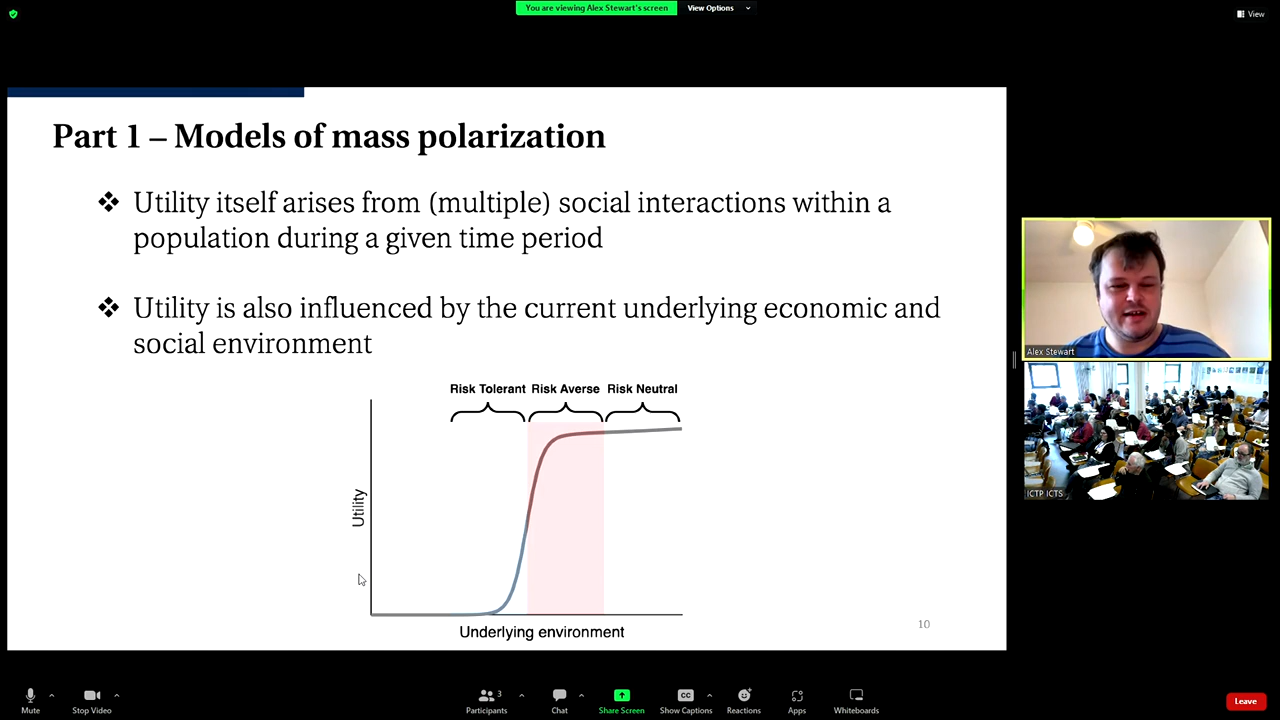 You are viewing Alex Stewart's screen
View Options
View
Part 1 – Models of mass polarization
❖ Utility itself arises from (multiple) social interactions within a
population during a given time period
❖ Utility is also influenced by the current underlying economic and
social environment
Risk Tolerant Risk Averse Risk Neutral
Utility
Underlying environment
10
Alex Stewart
ICTP ICTS
Mute
Stop Video
Participants
3
Chat
Share Screen
CC
Show Captions
Reactions
Apps
Whiteboards
Leave